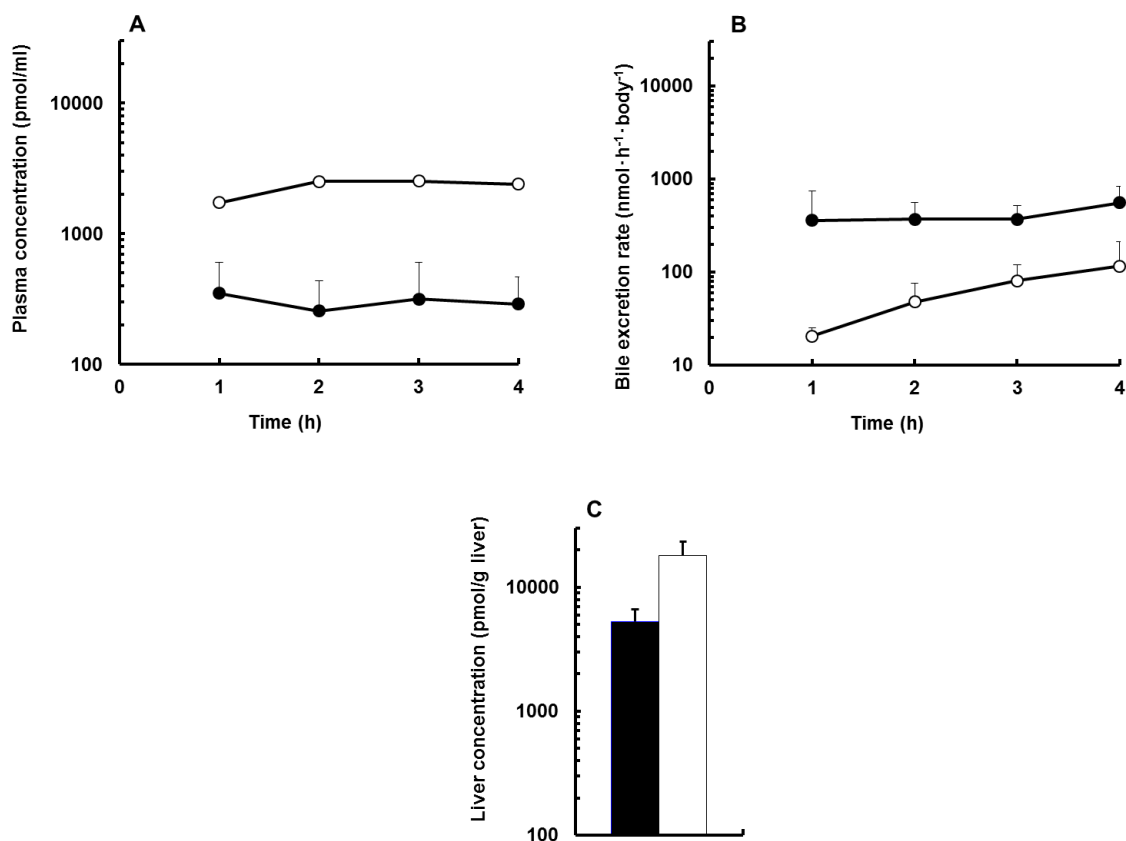 A
Plasma concentration (pmol/ml)
10000
1000
100
0
1
2
3
4
Time (h)
B
Bile excretion rate (nmol·h⁻¹·body⁻¹)
10000
1000
100
10
0
1
2
3
4
Time (h)
C
Liver concentration (pmol/g liver)
10000
1000
100